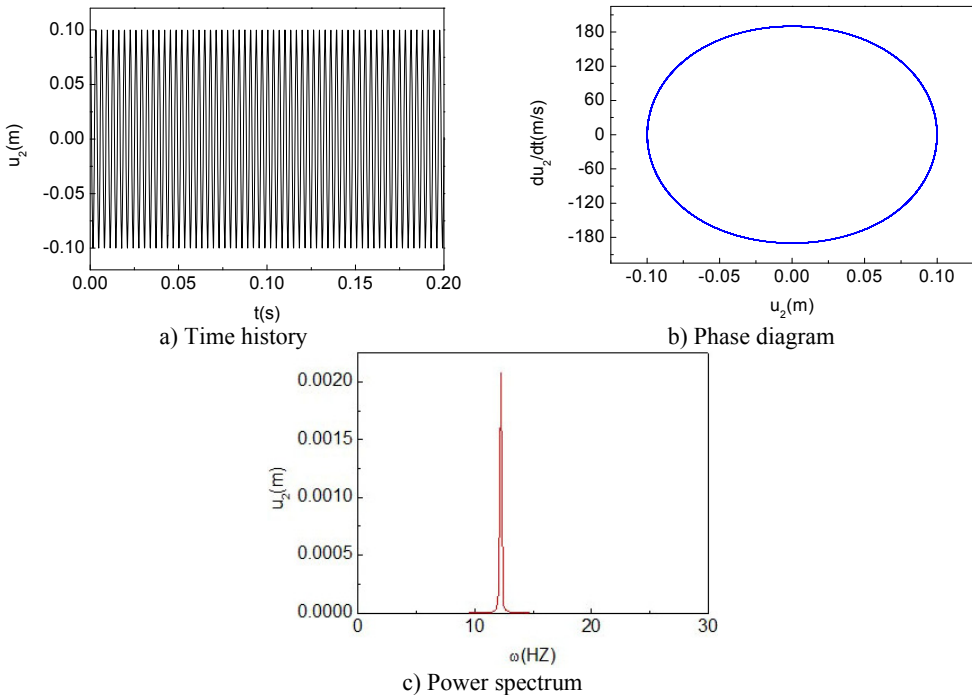 0.10
0.05
0.00
-0.05
-0.10
u₂(m)
0.00 0.05 0.10 0.15 0.20
t(s)
a) Time history
180
120
60
0
-60
-120
-180
du₂/dt(m/s)
-0.10 -0.05 0.00 0.05 0.10
u₂(m)
b) Phase diagram
0.0020
0.0015
0.0010
0.0005
0.0000
u₂(m)
0 10 20 30
ω(HZ)
c) Power spectrum